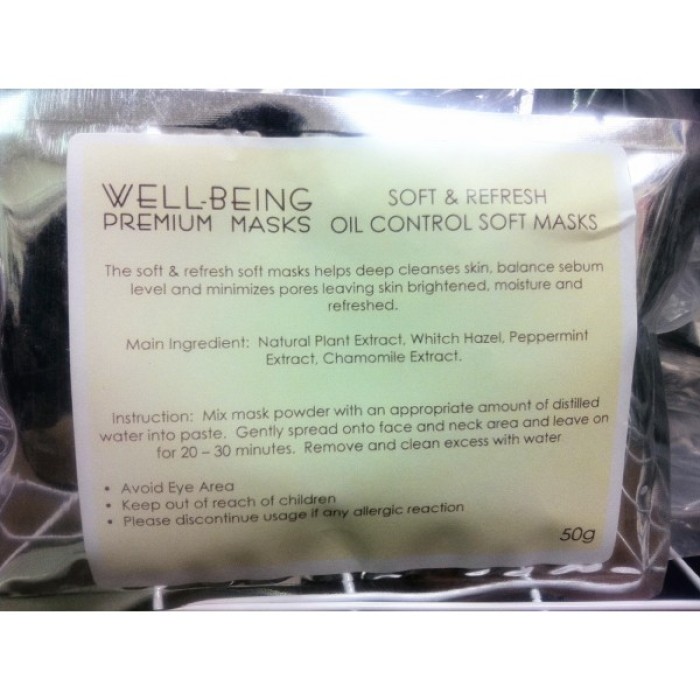 WELL-BEING
PREMIUM MASKS
SOFT & REFRESH
OIL CONTROL SOFT MASKS
The soft & refresh soft masks helps deep cleanses skin, balance sebum
level and minimizes pores leaving skin brightened, moisture and
refreshed.
Main Ingredient: Natural Plant Extract, Whitch Hazel, Peppermint
Extract, Chamomile Extract.
Instruction: Mix mask powder with an appropriate amount of distilled
water into paste. Gently spread onto face and neck area and leave on
for 20 – 30 minutes. Remove and clean excess with water
• Avoid Eye Area
• Keep out of reach of children
• Please discontinue usage if any allergic reaction
50g